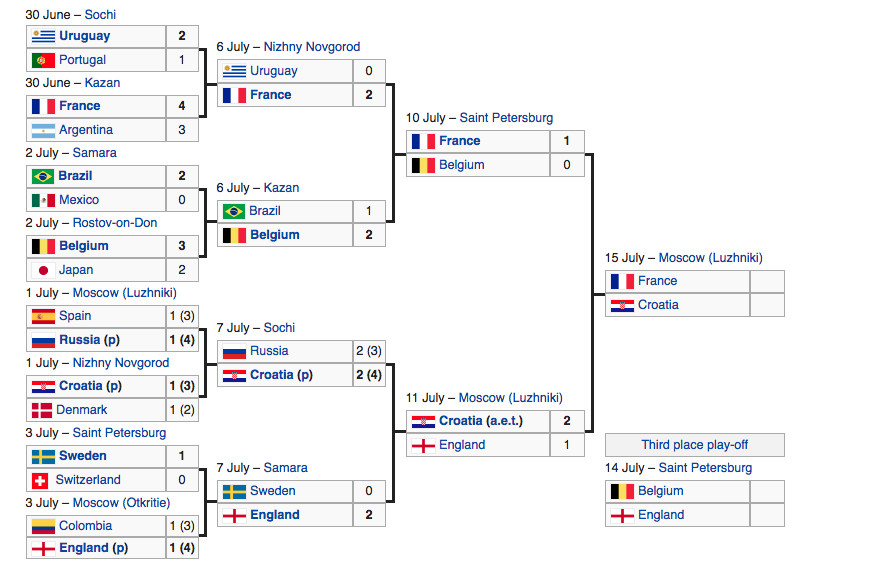 30 June – Sochi
Uruguay 2
Portugal 1
30 June – Kazan
France 4
Argentina 3
2 July – Samara
Brazil 2
Mexico 0
2 July – Rostov-on-Don
Belgium 3
Japan 2
1 July – Moscow (Luzhniki)
Spain 1 (3)
Russia (p) 1 (4)
1 July – Nizhny Novgorod
Croatia (p) 1 (3)
Denmark 1 (2)
3 July – Saint Petersburg
Sweden 1
Switzerland 0
3 July – Moscow (Otkritie)
Colombia 1 (3)
England (p) 1 (4)
6 July – Nizhny Novgorod
Uruguay 0
France 2
6 July – Kazan
Brazil 1
Belgium 2
7 July – Sochi
Russia 2 (3)
Croatia (p) 2 (4)
7 July – Samara
Sweden 0
England 2
10 July – Saint Petersburg
France 1
Belgium 0
11 July – Moscow (Luzhniki)
Croatia (a.e.t.) 2
England 1
15 July – Moscow (Luzhniki)
France
Croatia
Third place play-off
14 July – Saint Petersburg
Belgium
England